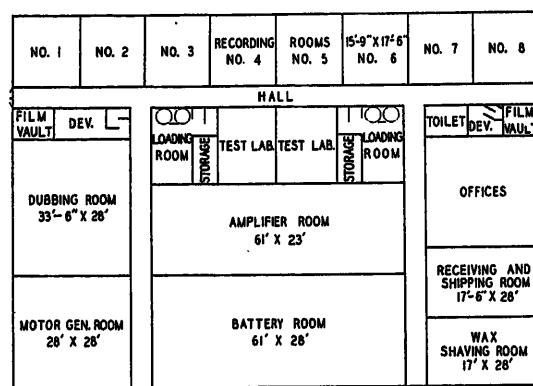 NO. 1
NO. 2
NO. 3
RECORDING
NO. 4
ROOMS
NO. 5
15'-9" X 17'-6"
NO. 6
NO. 7
NO. 8
HALL
FILM
VAULT
DEV.
LOADING
ROOM
STORAGE
TEST LAB.
TEST LAB.
STORAGE
LOADING
ROOM
TOILET
DEV.
FILM
VAULT
DUBBING ROOM
33'-6" X 28'
AMPLIFIER ROOM
61' X 23'
OFFICES
RECEIVING AND
SHIPPING ROOM
17'-6" X 28'
MOTOR GEN. ROOM
28' X 28'
BATTERY ROOM
61' X 28'
WAX
SHAVING ROOM
17' X 28'